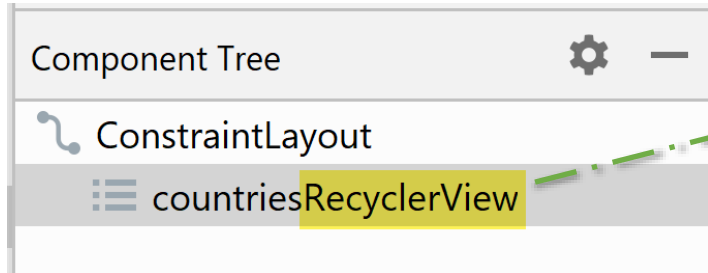 Component Tree
ConstraintLayout
countriesRecyclerView